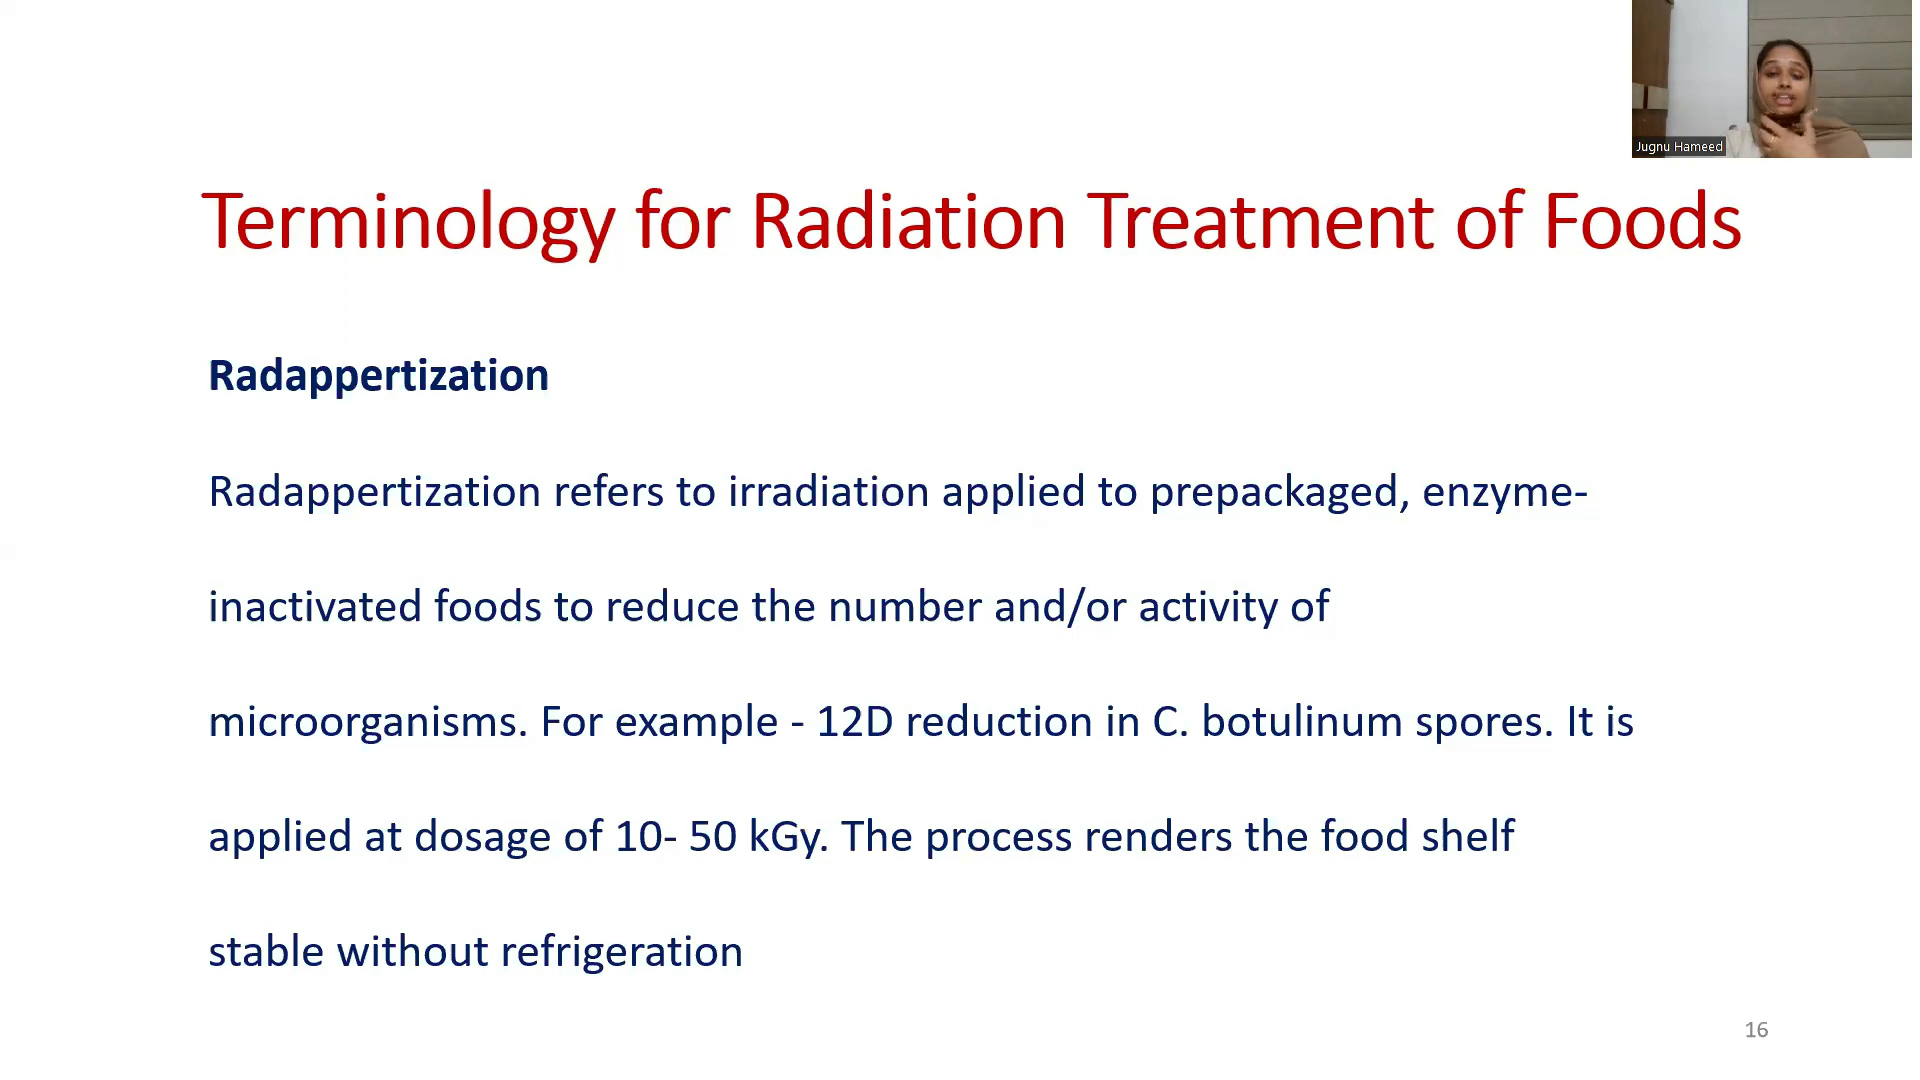 Jugnu Hameed
Terminology for Radiation Treatment of Foods
Radappertization
Radappertization refers to irradiation applied to prepackaged, enzyme-
inactivated foods to reduce the number and/or activity of
microorganisms. For example - 12D reduction in C. botulinum spores. It is
applied at dosage of 10- 50 kGy. The process renders the food shelf
stable without refrigeration
16